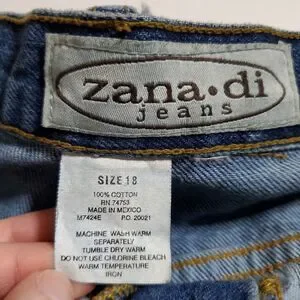 zana•di
jeans
SIZE 18
100% COTTON
RN 74753
MADE IN MEXICO
M7424E P.O. 20021
MACHINE WASH WARM
SEPARATELY
TUMBLE DRY WARM
DO NOT USE CHLORINE BLEACH
WARM TEMPERATURE
IRON